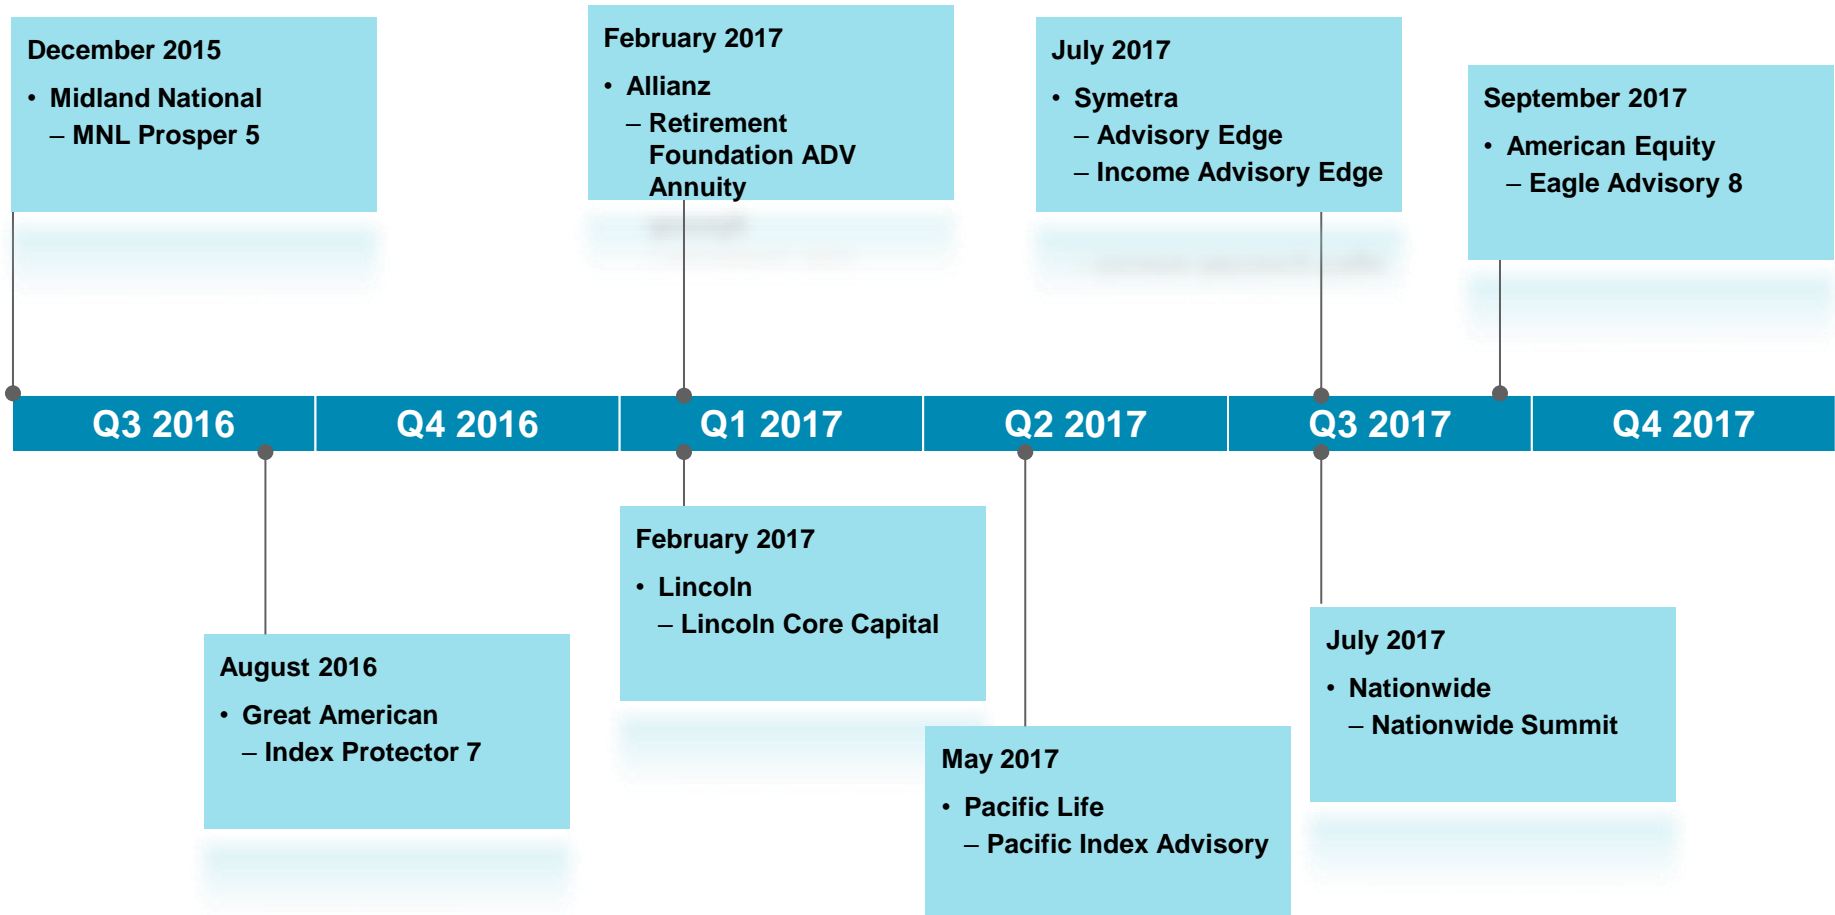 December 2015
• Midland National
– MNL Prosper 5
February 2017
• Allianz
– Retirement
Foundation ADV
Annuity
July 2017
• Symetra
– Advisory Edge
– Income Advisory Edge
September 2017
• American Equity
– Eagle Advisory 8
Q3 2016
Q4 2016
Q1 2017
Q2 2017
Q3 2017
Q4 2017
August 2016
• Great American
– Index Protector 7
February 2017
• Lincoln
– Lincoln Core Capital
May 2017
• Pacific Life
– Pacific Index Advisory
July 2017
• Nationwide
– Nationwide Summit